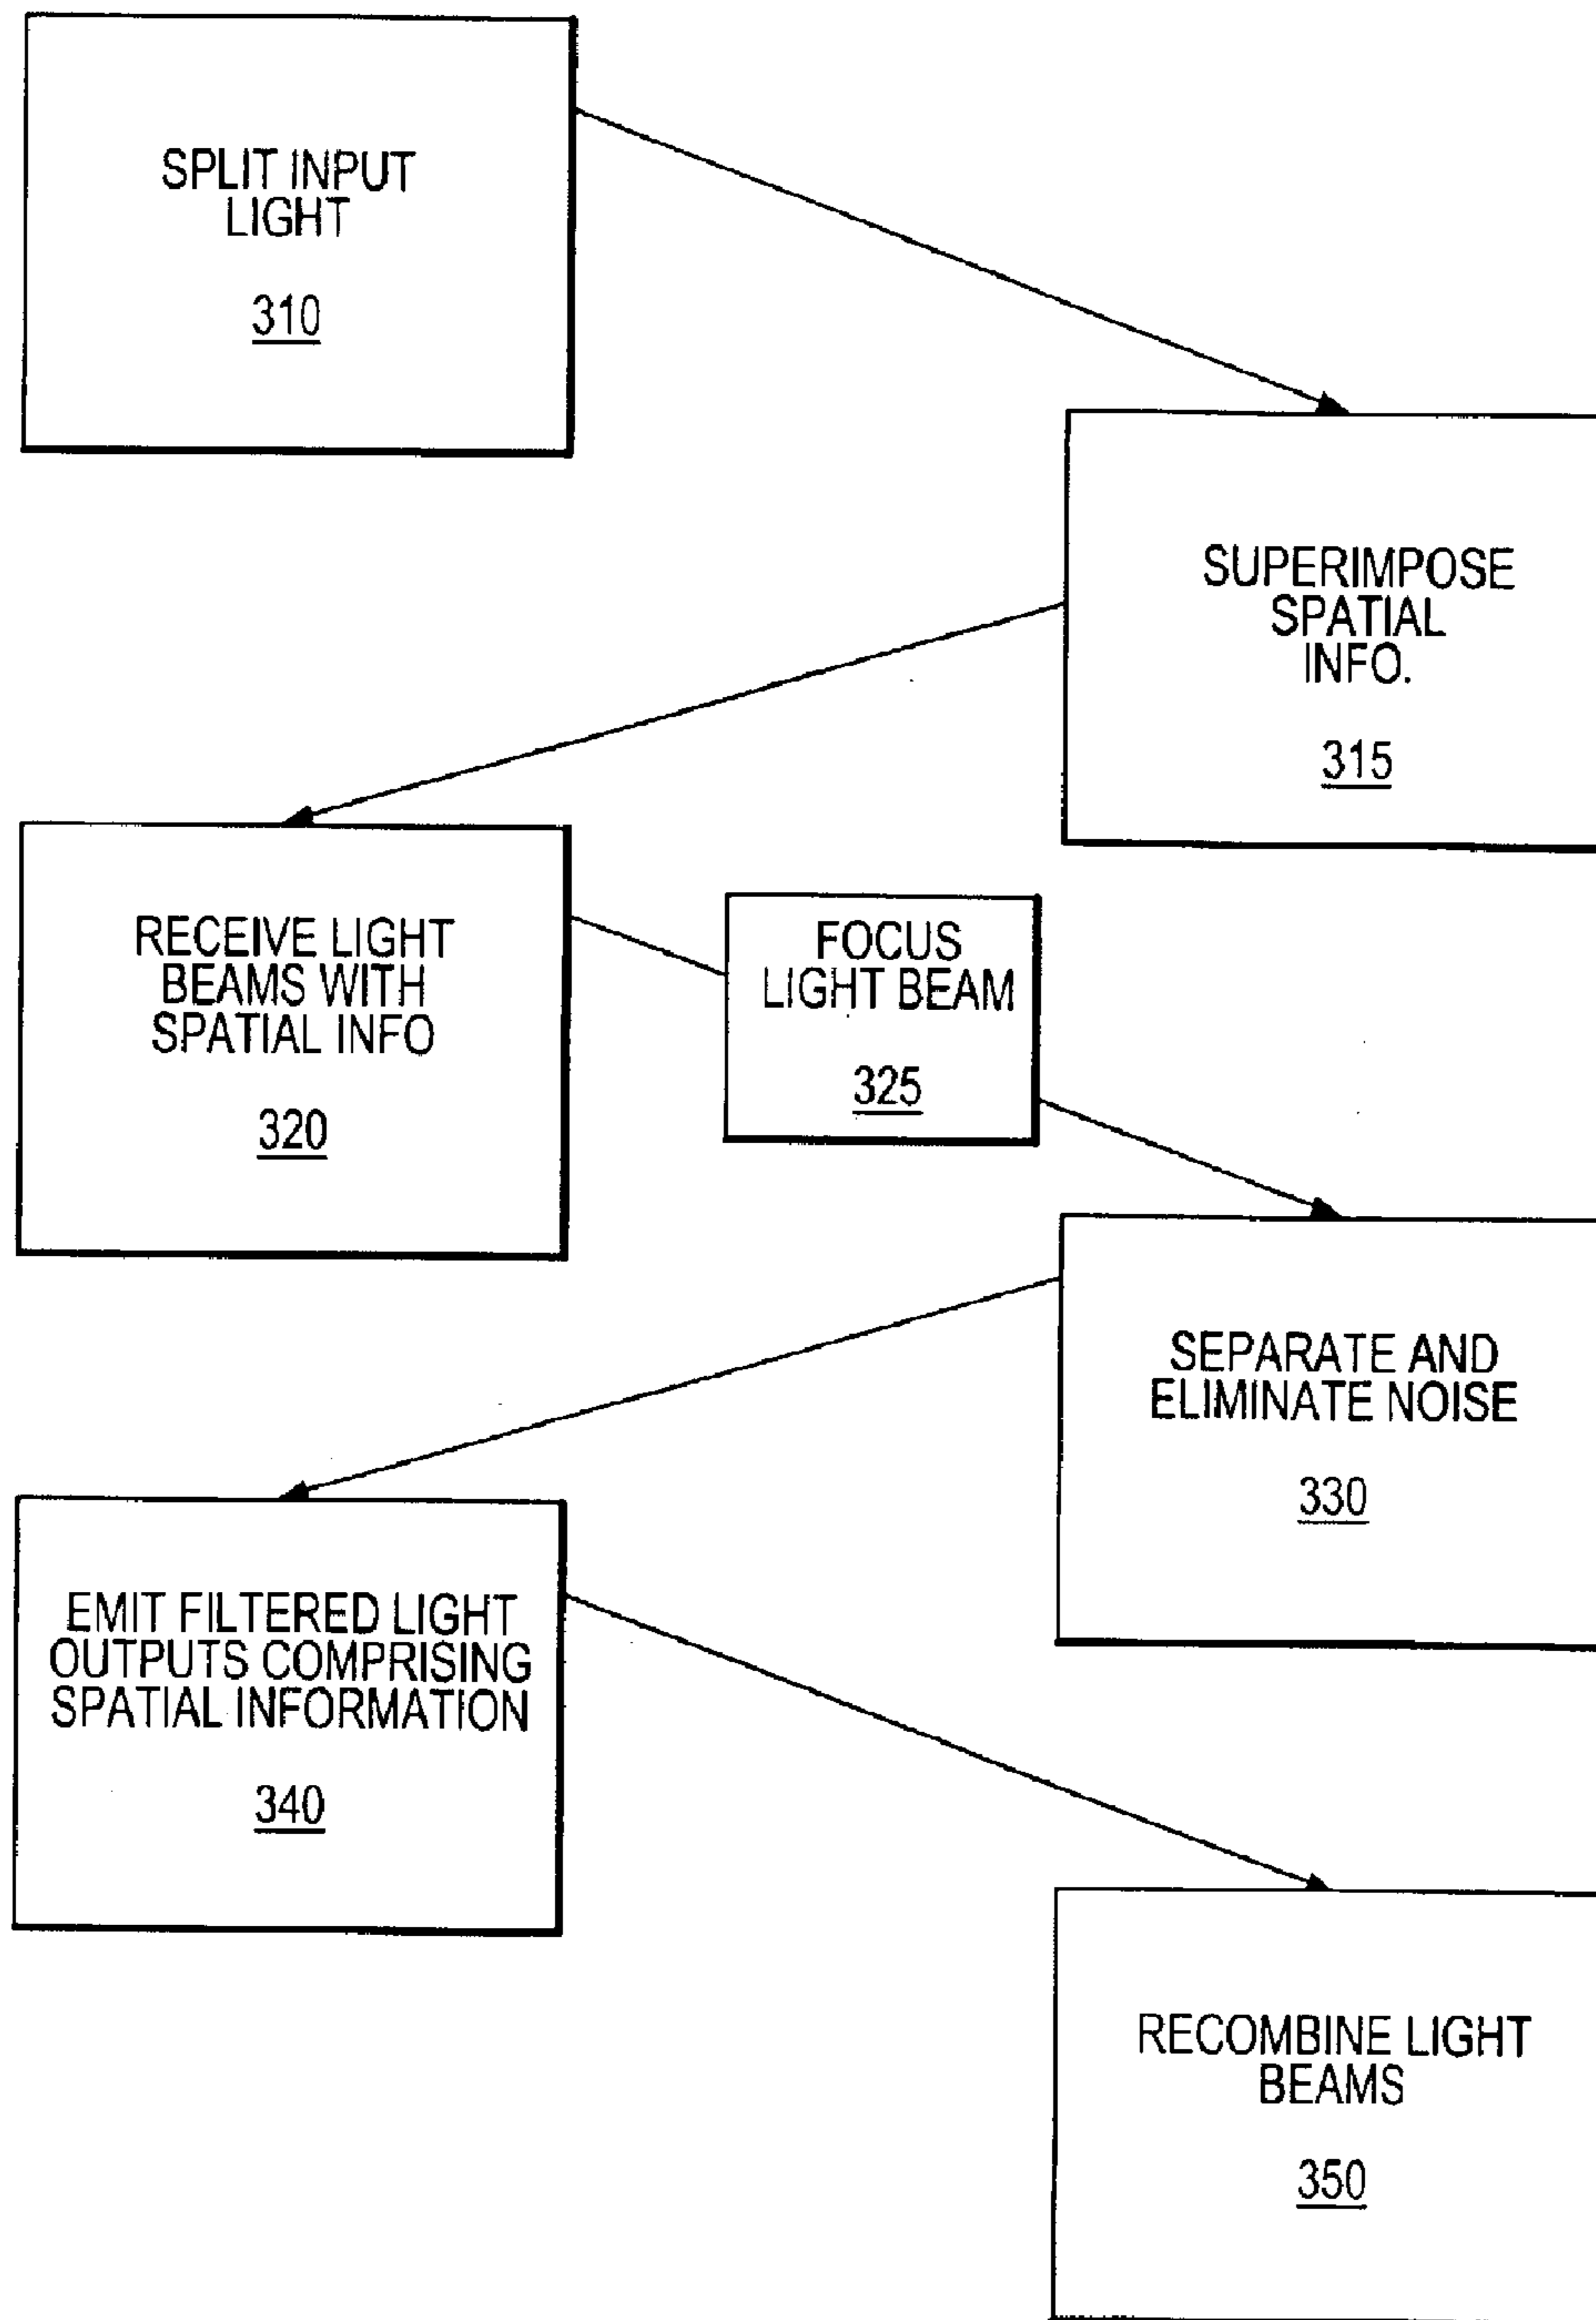 SPLIT INPUT
LIGHT
310
SUPERIMPOSE
SPATIAL
INFO.
315
RECEIVE LIGHT
BEAMS WITH
SPATIAL INFO
320
FOCUS
LIGHT BEAM
325
SEPARATE AND
ELIMINATE NOISE
330
EMIT FILTERED LIGHT
OUTPUTS COMPRISING
SPATIAL INFORMATION
340
RECOMBINE LIGHT
BEAMS
350